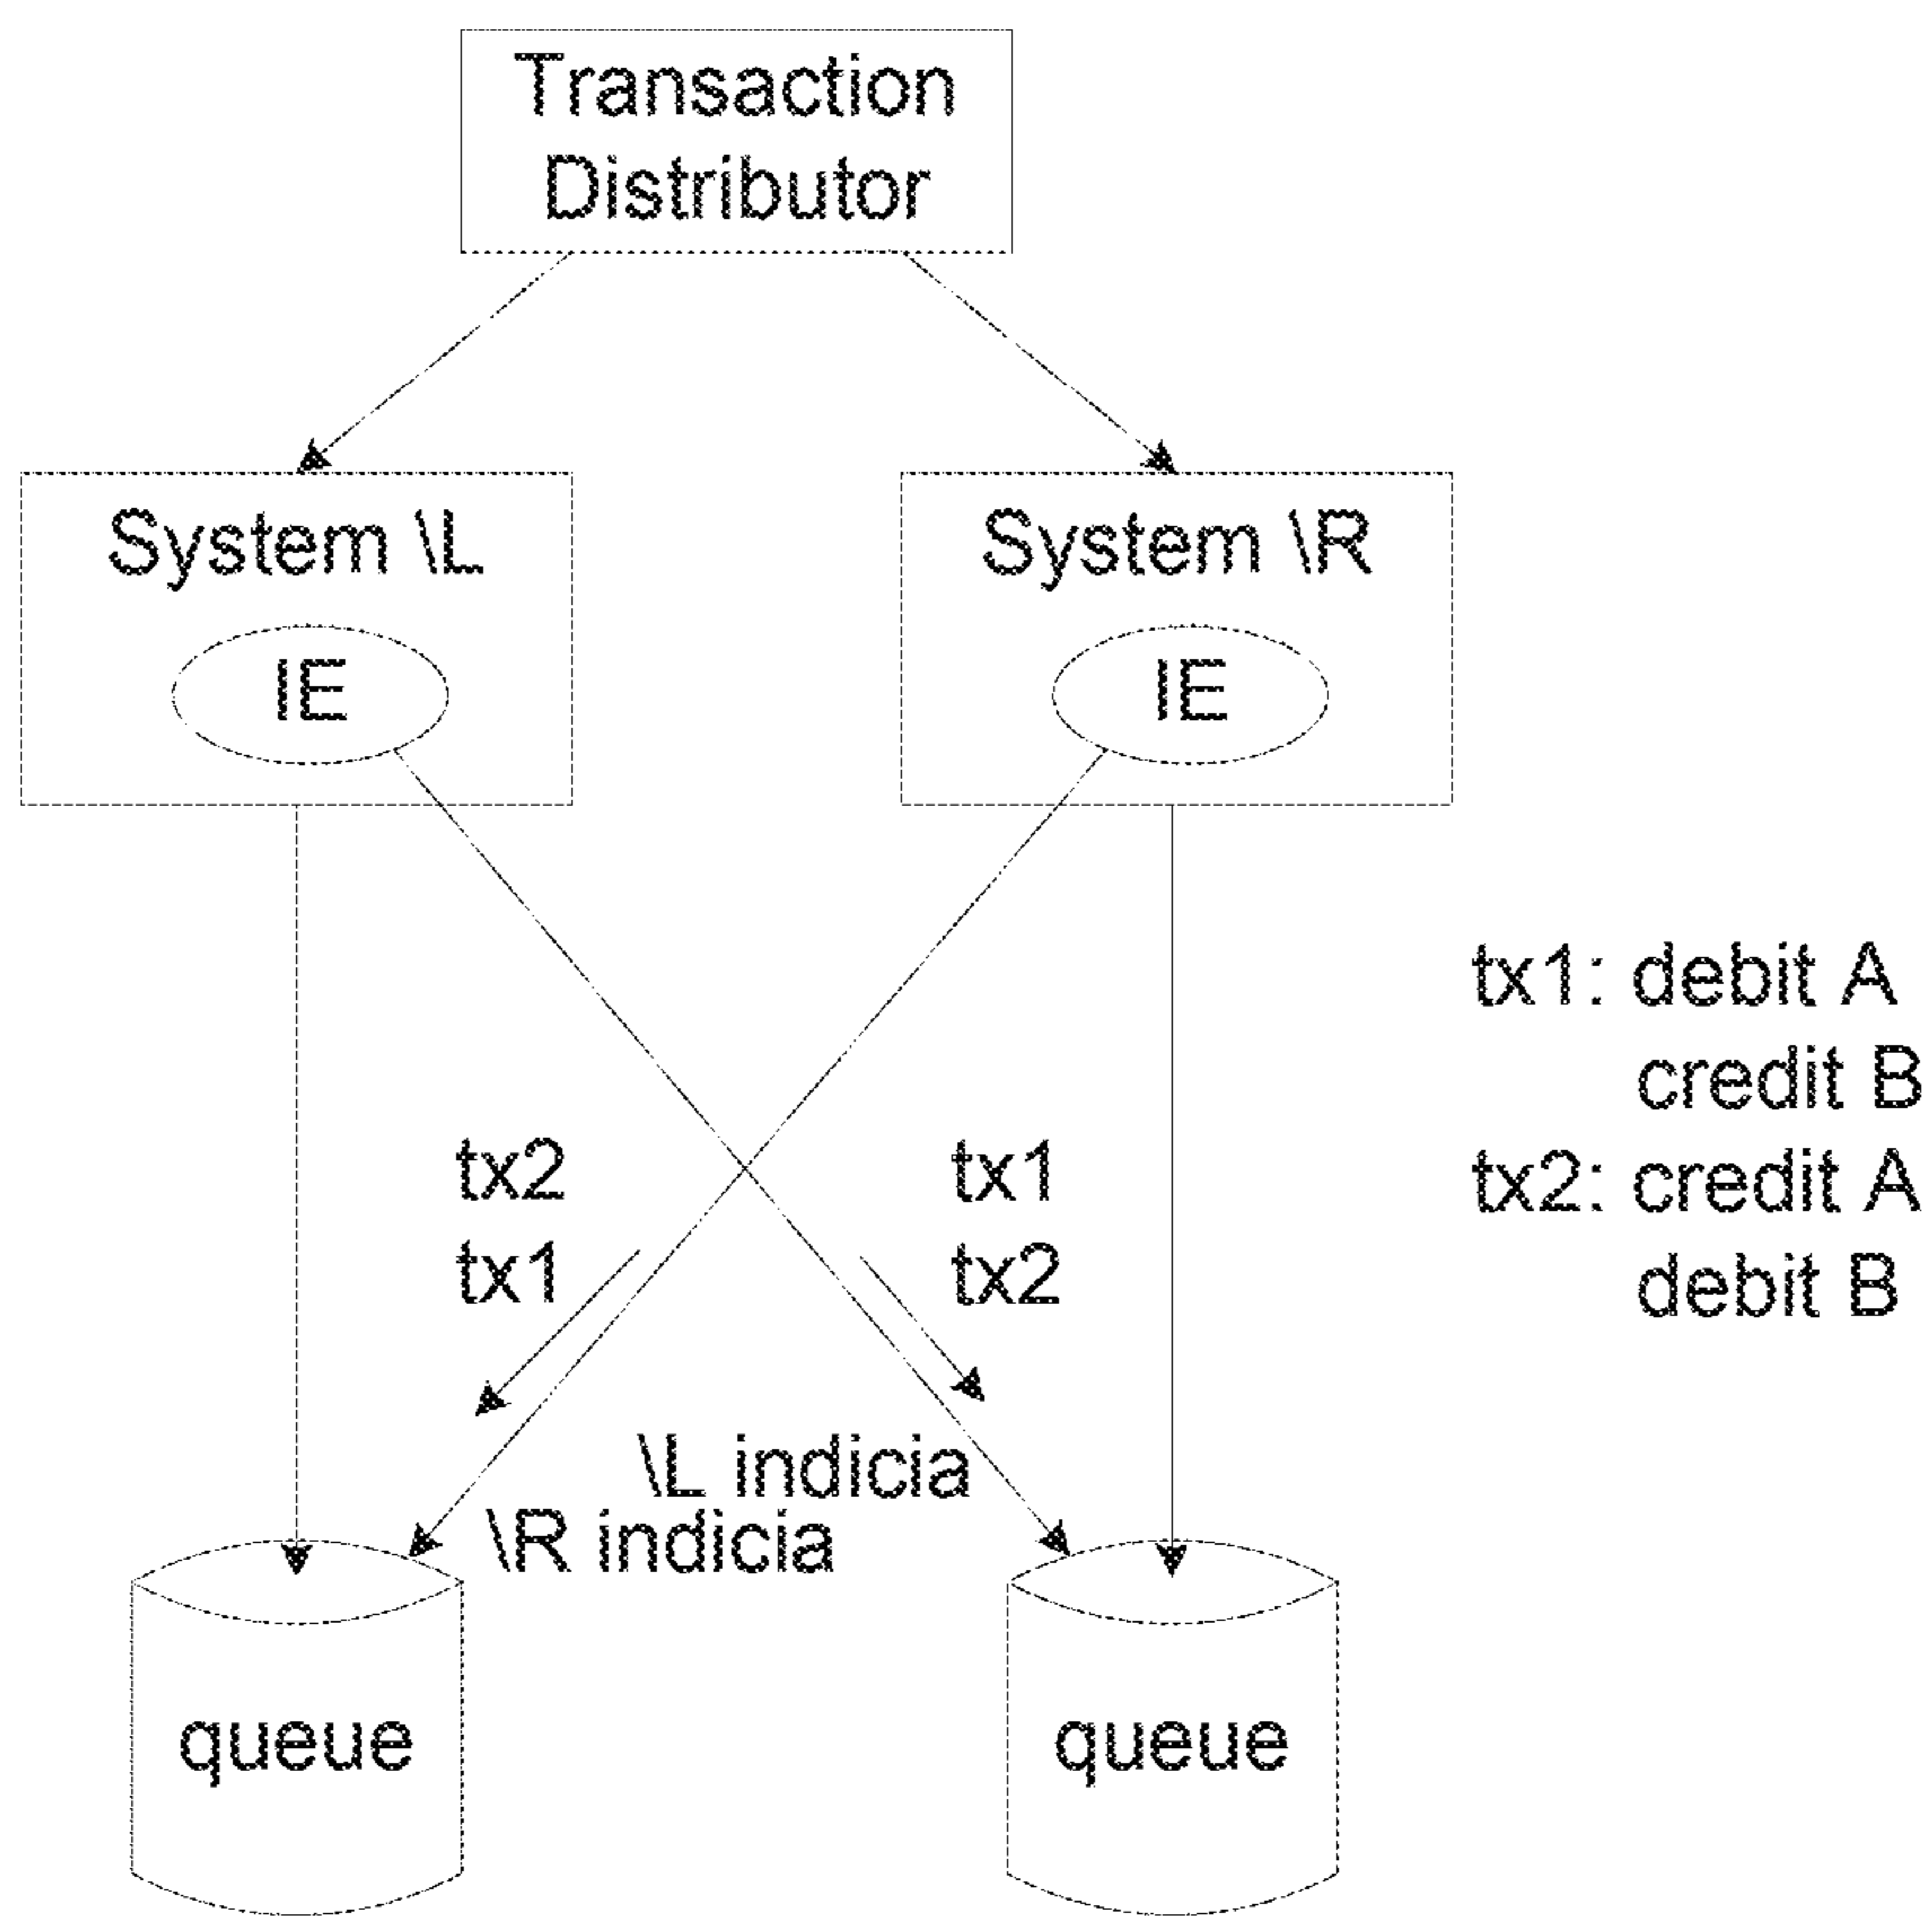 Transaction
Distributor
System \L
System \R
IE
IE
tx1: debit A
credit B
tx2: credit A
debit B
tx2
tx1
tx1
tx2
\L indicia
\R indicia
queue
queue